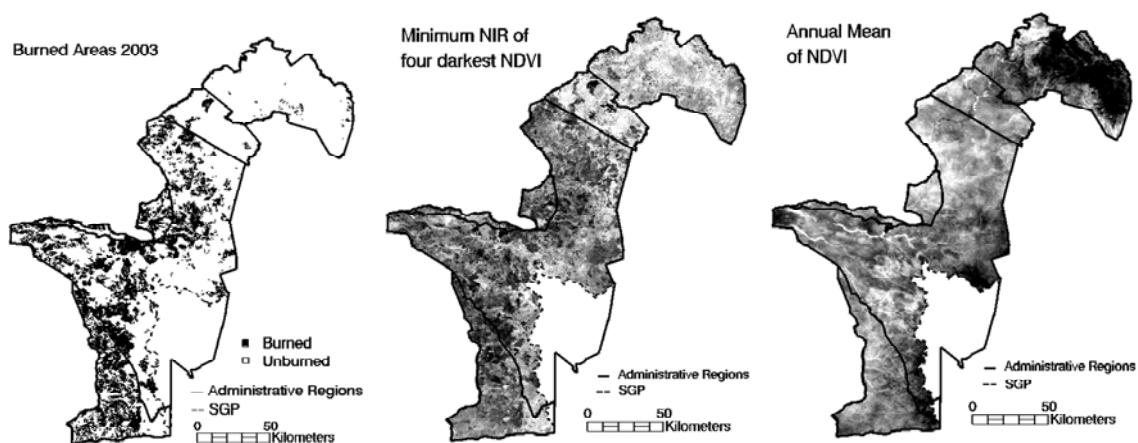 Burned Areas 2003
Burned
Unburned
Administrative Regions
SGP
0 50
Kilometers
Minimum NIR of
four darkest NDVI
Administrative Regions
SGP
0 50
Kilometers
Annual Mean
of NDVI
Administrative Regions
SGP
0 50
Kilometers